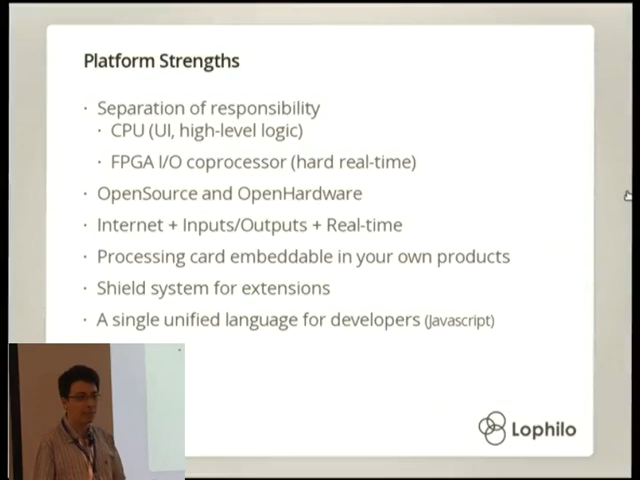 Platform Strengths
· Separation of responsibility
· CPU (UI, high-level logic)
· FPGA I/O coprocessor (hard real-time)
· OpenSource and OpenHardware
· Internet + Inputs/Outputs + Real-time
· Processing card embeddable in your own products
· Shield system for extensions
· A single unified language for developers (Javascript)
Lophilo